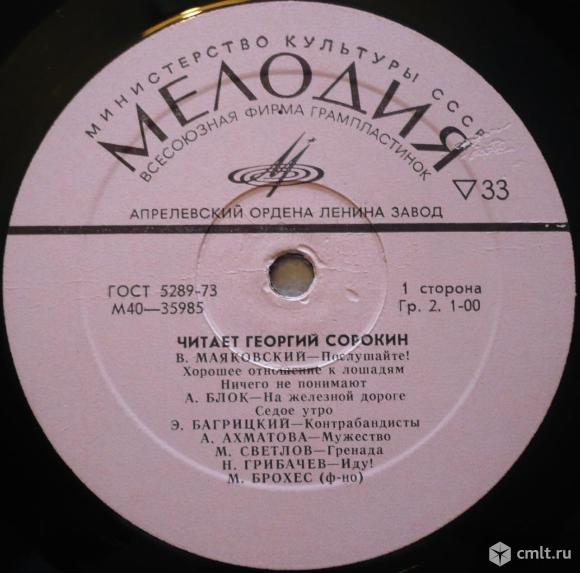 МИНИСТЕРСТВО КУЛЬТУРЫ СССР
МЕЛОДИЯ
ВСЕСОЮЗНАЯ ФИРМА ГРАМПЛАСТИНОК
▽33
АПРЕЛЕВСКИЙ ОРДЕНА ЛЕНИНА ЗАВОД
ГОСТ 5289-73
1 сторона
М40—35985
Гр. 2. 1-00
ЧИТАЕТ ГЕОРГИЙ СОРОКИН
В. МАЯКОВСКИЙ—Послушайте!
Хорошее отношение к лошадям
Ничего не понимают
А. БЛОК—На железной дороге
Седое утро
Э. БАГРИЦКИЙ—Контрабандисты
А. АХМАТОВА—Мужество
М. СВЕТЛОВ—Гренада
Н. ГРИБАЧЕВ—Иду!
М. БРОХЕС (ф-но)
cmlt.ru